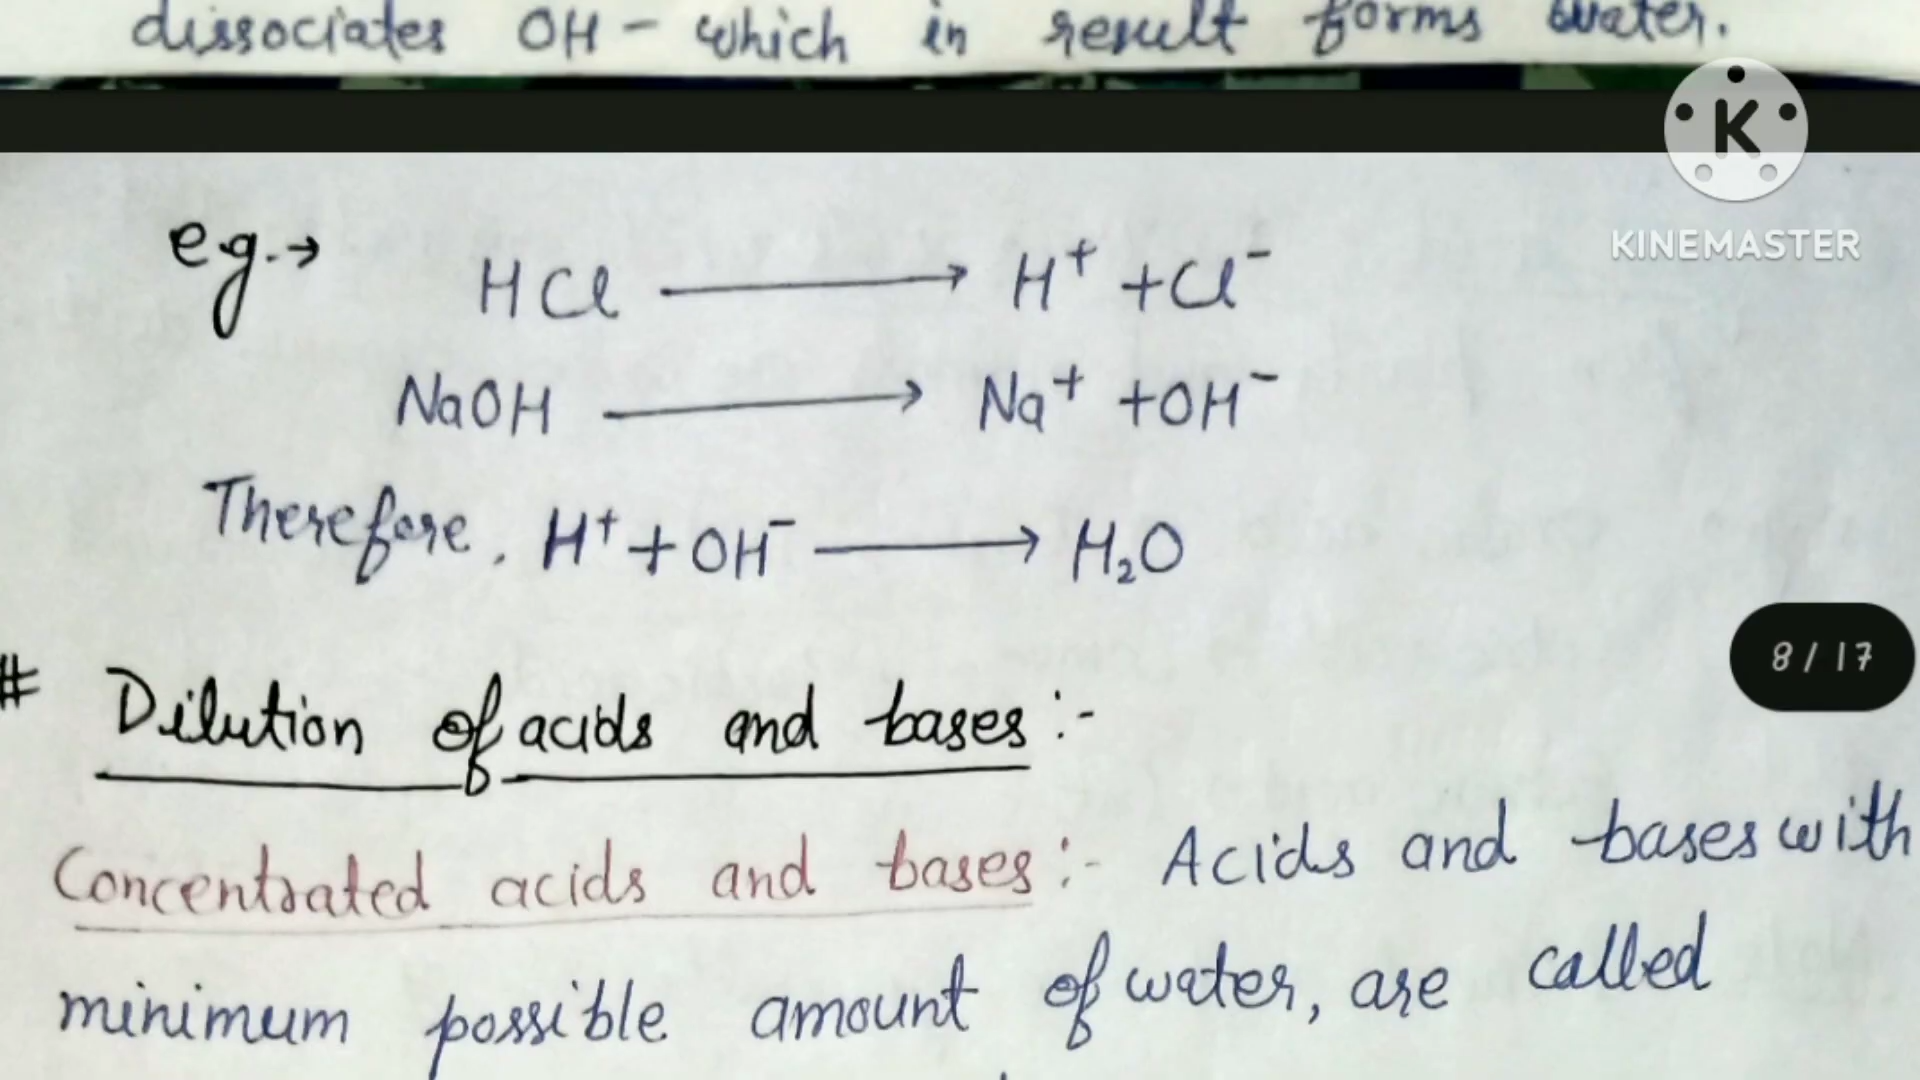 dissociates OH- which in result forms water.
K
KINEMASTER
e.g.→ HCl ⟶ H⁺ + Cl⁻
NaOH ⟶ Na⁺ + OH⁻
Therefore, H⁺ + OH⁻ ⟶ H₂O
8 / 17
# Dilution of acids and bases :-
Concentrated acids and bases :- Acids and bases with
minimum possible amount of water, are called